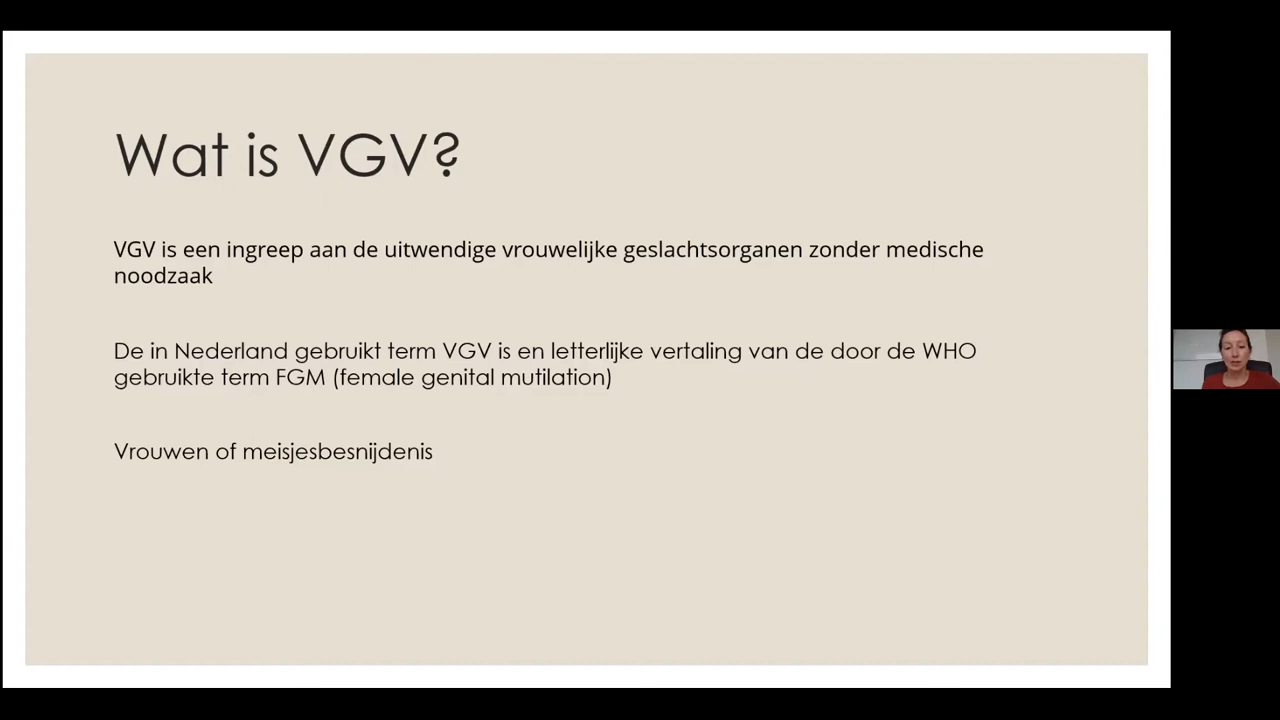 Wat is VGV?
VGV is een ingreep aan de uitwendige vrouwelijke geslachtsorganen zonder medische
noodzaak
De in Nederland gebruikt term VGV is en letterlijke vertaling van de door de WHO
gebruikte term FGM (female genital mutilation)
Vrouwen of meisjesbesnijdenis